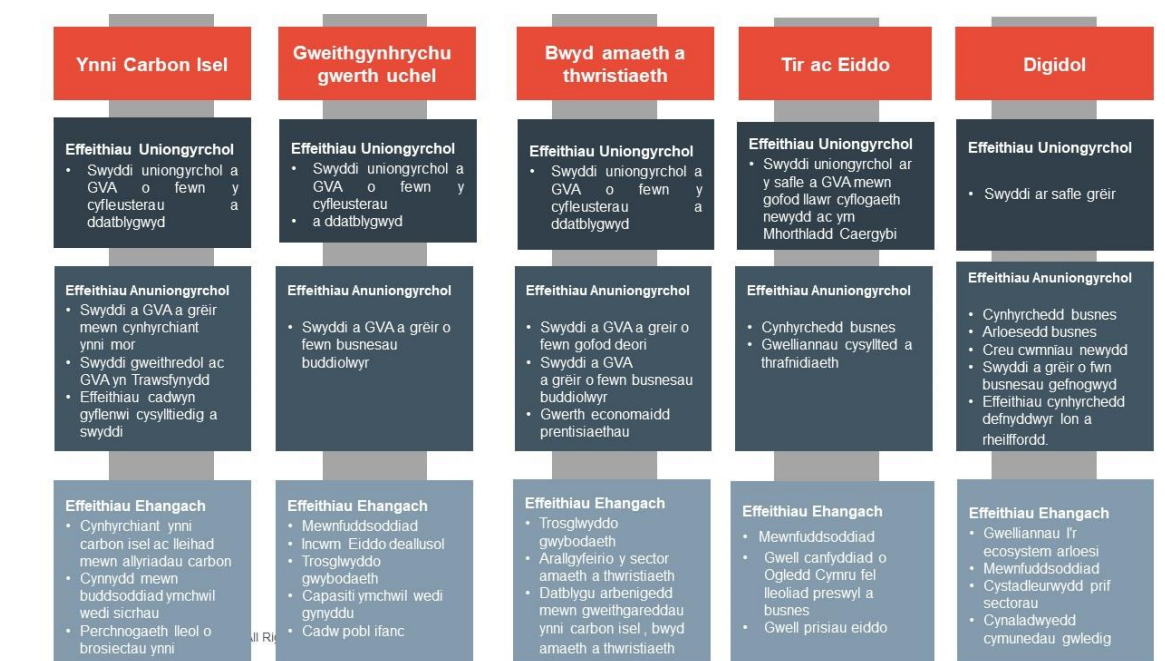 Ynni Carbon Isel
Effeithiau Uniongyrchol
• Swyddi uniongyrchol a
GVA o fewn y
cyfleusterau a
ddatblygwyd
Effeithiau Anuniongyrchol
• Swyddi a GVA a grëir
mewn cynhyrchiant
ynni mor
• Swyddi gweithredol ac
GVA yn Trawsfynydd
• Effeithiau cadwyn
gyflenwi cysylltiedig a
swyddi
Effeithiau Ehangach
• Cynhyrchiant ynni
carbon isel ac lleihad
mewn allyriadau carbon
• Cynnydd mewn
buddsoddiad ymchwil
wedi sicrhau
• Perchnogaeth lleol o
brosiectau ynni
Gweithgynhrychu
gwerth uchel
Effeithiau Uniongyrchol
• Swyddi uniongyrchol a
GVA o fewn y
cyfleusterau
• a ddatblygwyd
Effeithiau Anuniongyrchol
• Swyddi a GVA a grëir o
fewn busnesau
buddiolwyr
Effeithiau Ehangach
• Mewnfuddsoddiad
• Incwm Eiddo deallusol
• Trosglwyddo
gwybodaeth
• Capasiti ymchwil wedi
gynyddu
• Cadw pobl ifanc
Bwyd amaeth a
thwristiaeth
Effeithiau Uniongyrchol
• Swyddi uniongyrchol a
GVA o fewn y
cyfleusterau a
ddatblygwyd
Effeithiau Anuniongyrchol
• Swyddi a GVA a greir o
fewn gofod deori
• Swyddi a GVA
a grëir o fewn busnesau
buddiolwyr
• Gwerth economaidd
prentisiaethau
Effeithiau Ehangach
• Trosglwyddo
gwybodaeth
• Arallgyfeirio y sector
amaeth a thwristiaeth
• Datblygu arbenigedd
mewn gweithgareddau
ynni carbon isel , bwyd
amaeth a thwristiaeth
Tir ac Eiddo
Effeithiau Uniongyrchol
• Swyddi uniongyrchol ar
y safle a GVA mewn
gofod llawr cyflogaeth
newydd ac ym
Mhorthladd Caergybi
Effeithiau Anuniongyrchol
• Cynhyrchedd busnes
• Gwelliannau cysyllted a
thrafnidiaeth
Effeithiau Ehangach
• Mewnfuddsoddiad
• Gwell canfyddiad o
Ogledd Cymru fel
lleoliad preswyl a
busnes
• Gwell prisiau eiddo
Digidol
Effeithiau Uniongyrchol
• Swyddi ar safle grëir
Effeithiau Anuniongyrchol
• Cynhyrchedd busnes
• Arloesedd busnes
• Creu cwmnïau newydd
• Swyddi a grëir o fwn
busnesau gefnogwyd
• Effeithiau cynhyrchedd
defnyddwyr lon a
rheilffordd.
Effeithiau Ehangach
• Gwelliannau I'r
ecosystem arloesi
• Mewnfuddsoddiad
• Cystadleurwydd prif
sectorau
• Cynaladwyedd
cymunedau gwledig